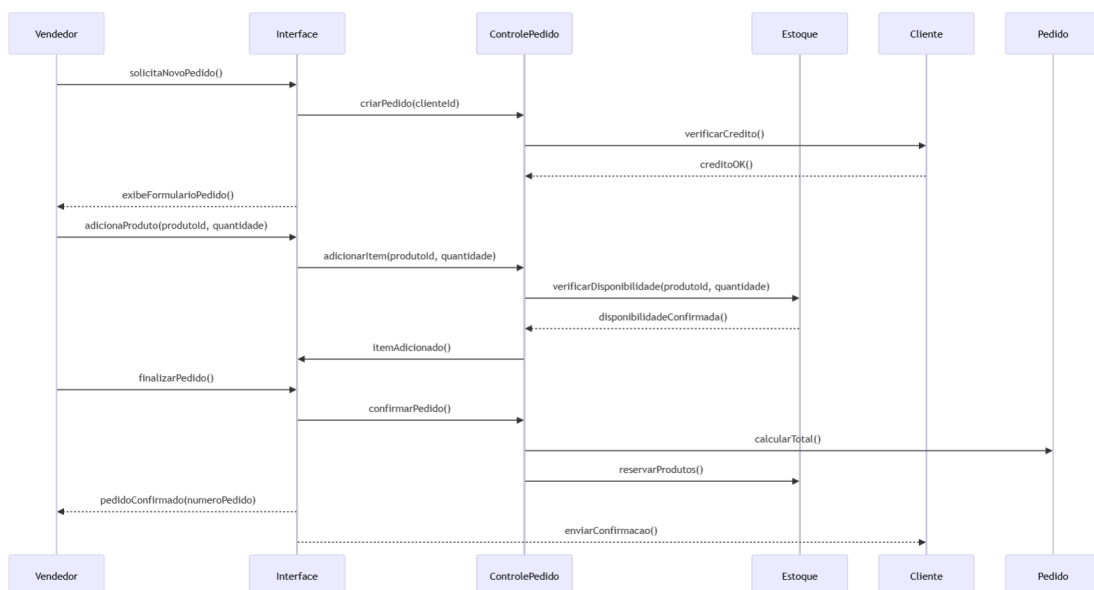 Vendedor
Interface
ControlePedido
Estoque
Cliente
Pedido
solicitaNovoPedido()
criarPedido(clienteId)
verificarCredito()
creditoOK()
exibeFormularioPedido()
adicionaProduto(produtoId, quantidade)
adicionarItem(produtoId, quantidade)
verificarDisponibilidade(produtoId, quantidade)
disponibilidadeConfirmada()
itemAdicionado()
finalizarPedido()
confirmarPedido()
calcularTotal()
reservarProdutos()
pedidoConfirmado(numeroPedido)
enviarConfirmacao()
Vendedor
Interface
ControlePedido
Estoque
Cliente
Pedido